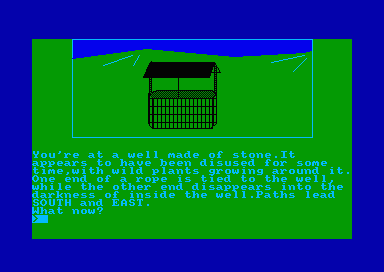 You're at a well made of stone.It
appears to have been disused for some
time,with wild plants growing around it.
One end of a rope is tied to the well,
while the other end disappears into the
darkness of inside the well.Paths lead
SOUTH and EAST.
What now?
>